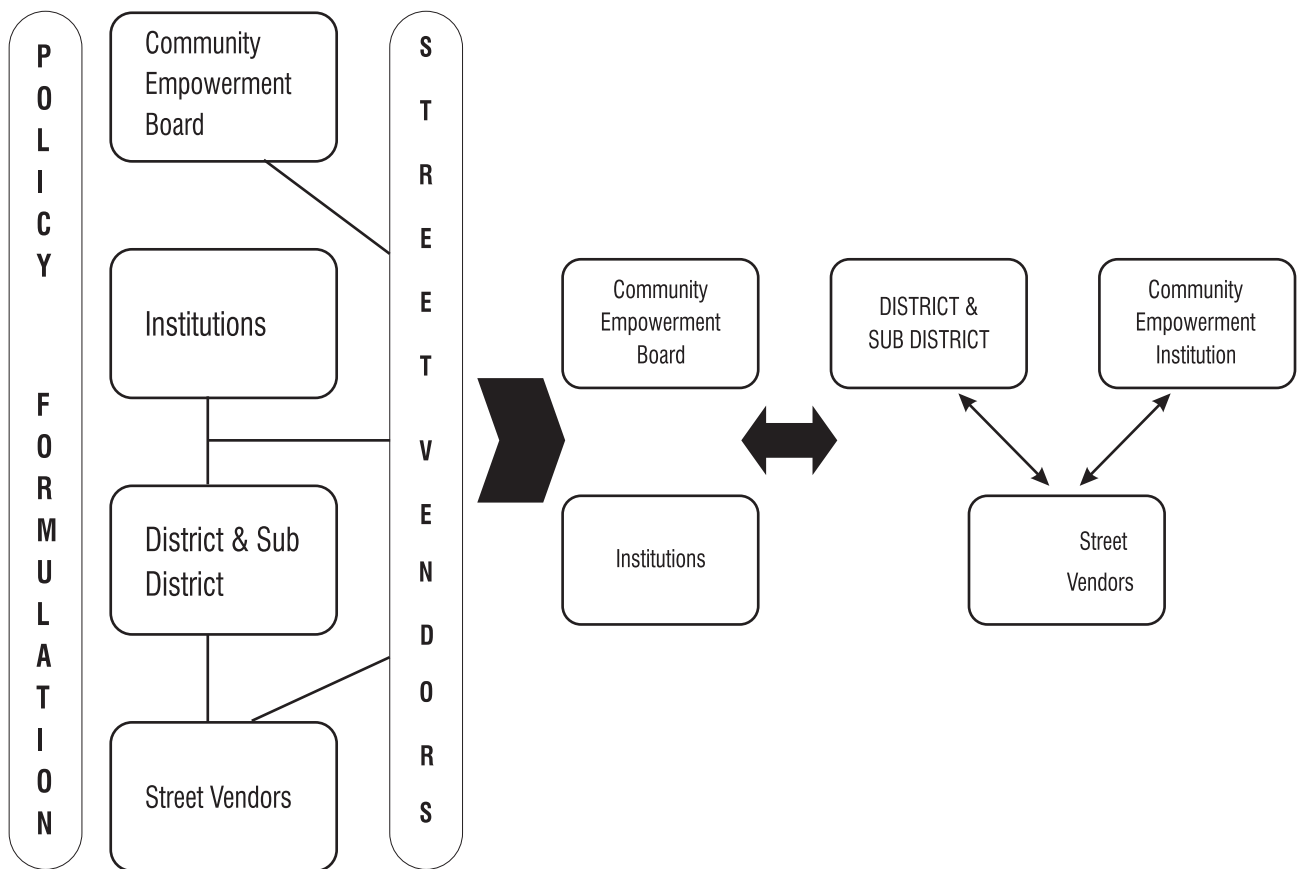 POLICY FORMULATION
Community
Empowerment
Board
Institutions
District & Sub
District
Street Vendors
STREET VENDORS
Community
Empowerment
Board
Institutions
DISTRICT &
SUB DISTRICT
Community
Empowerment
Institution
Street
Vendors